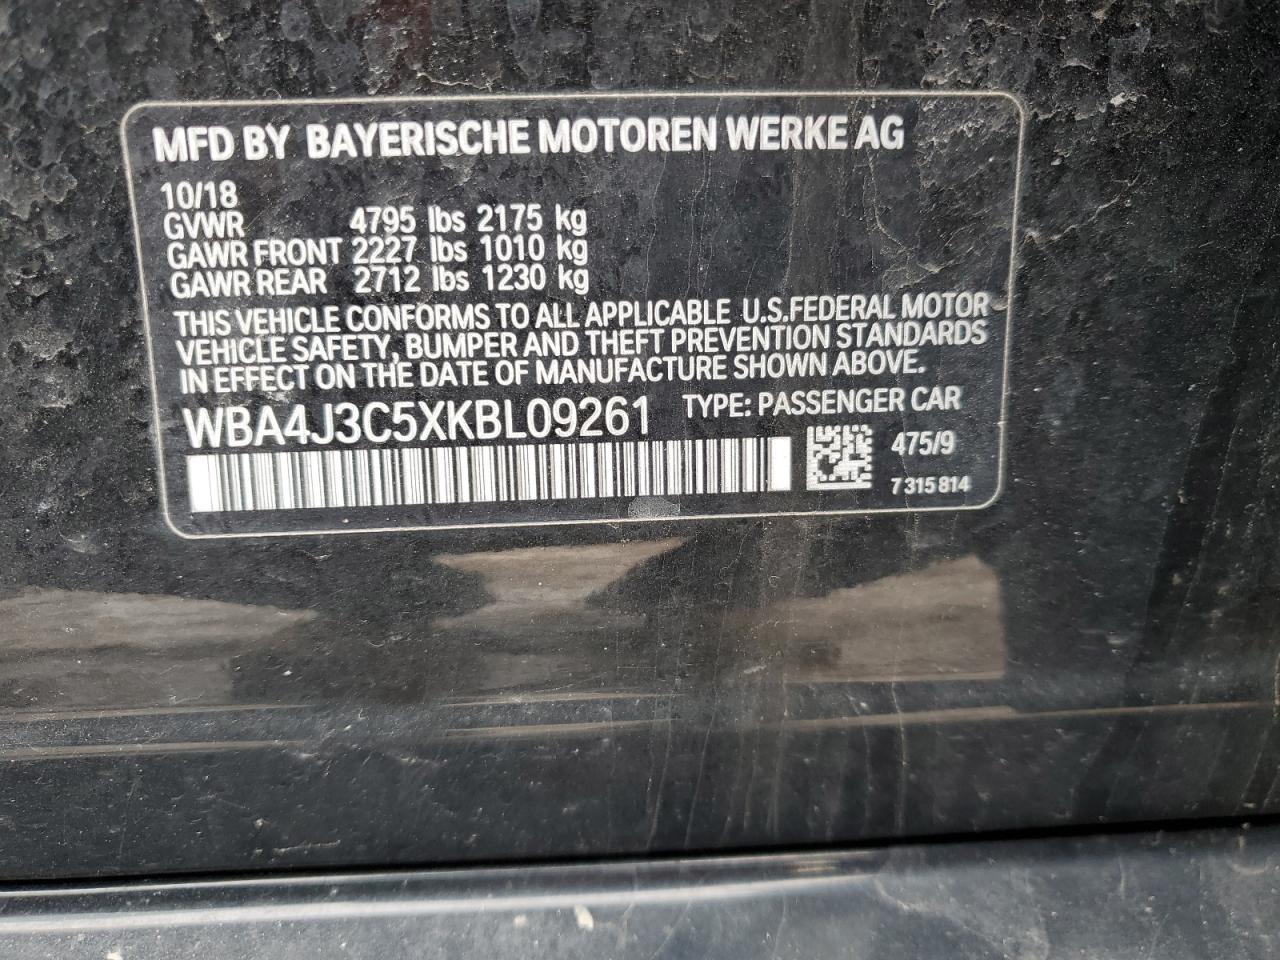 MFD BY BAYERISCHE MOTOREN WERKE AG
10/18
GVWR 4795 lbs 2175 kg
GAWR FRONT 2227 lbs 1010 kg
GAWR REAR 2712 lbs 1230 kg
THIS VEHICLE CONFORMS TO ALL APPLICABLE U.S.FEDERAL MOTOR
VEHICLE SAFETY, BUMPER AND THEFT PREVENTION STANDARDS
IN EFFECT ON THE DATE OF MANUFACTURE SHOWN ABOVE.
WBA4J3C5XKBL09261 TYPE: PASSENGER CAR
475/9
7 315 814